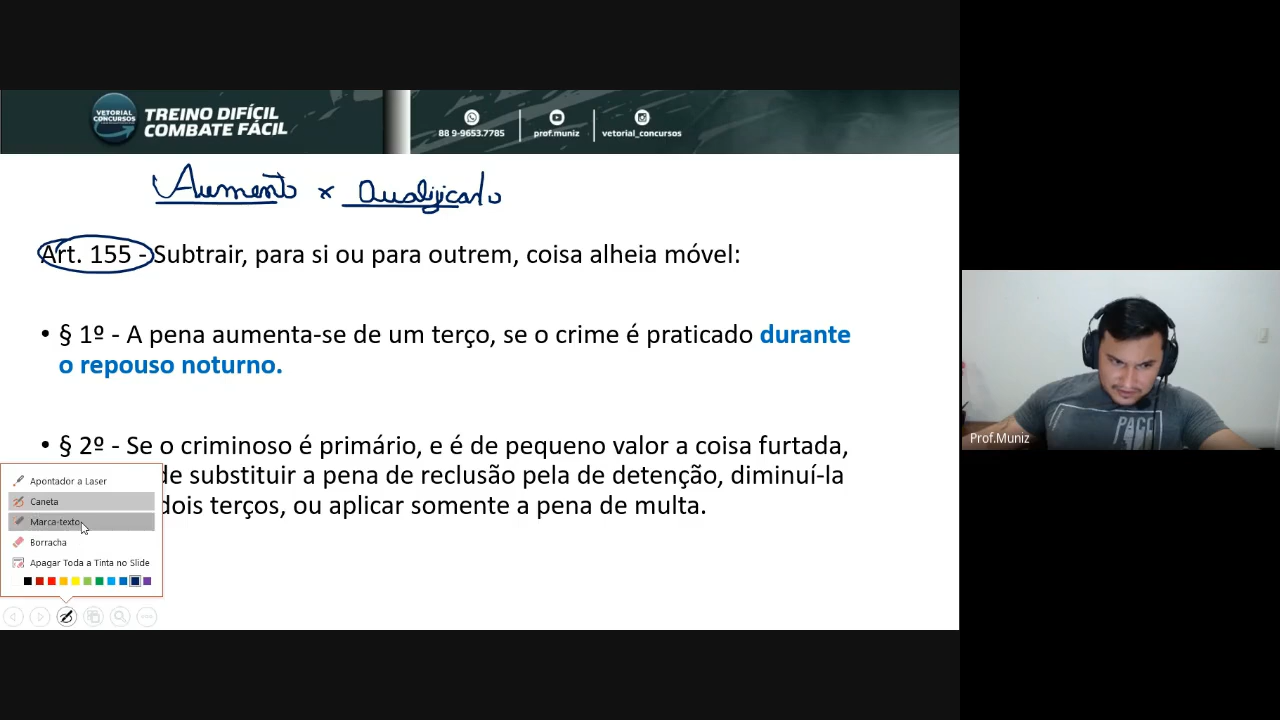 VETORIAL
CONCURSOS
TREINO DIFÍCIL
COMBATE FÁCIL
88 9-9653.7785
prof.muniz
vetorial_concursos
Aumento x Qualificado
Art. 155 - Subtrair, para si ou para outrem, coisa alheia móvel:
• § 1º - A pena aumenta-se de um terço, se o crime é praticado durante
o repouso noturno.
• § 2º - Se o criminoso é primário, e é de pequeno valor a coisa furtada,
de substituir a pena de reclusão pela de detenção, diminuí-la
dois terços, ou aplicar somente a pena de multa.
Apontador a Laser
Caneta
Marca-texto
Borracha
Apagar Toda a Tinta no Slide
Prof.Muniz